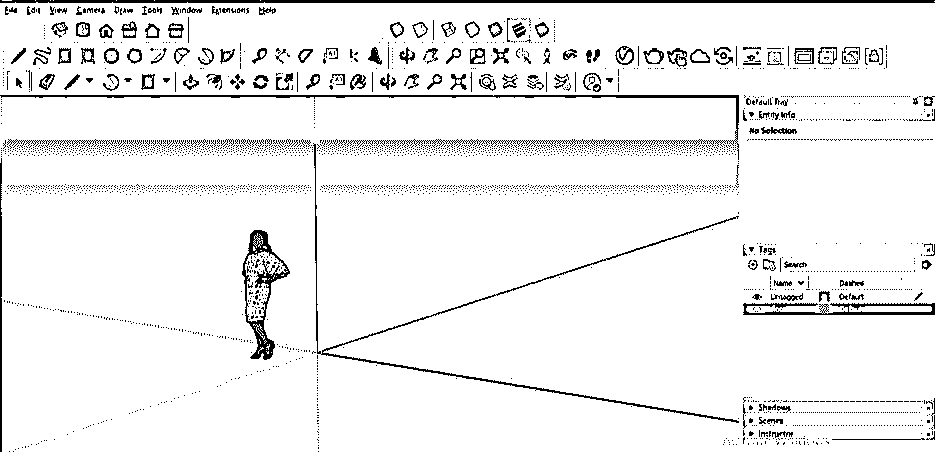 File Edit View Camera Draw Tools Window Extensions Help
Default Tray
Entity Info
No Selection
Tags
Search
Name Dashes
Untagged Default
Shadows
Scenes
Instructor